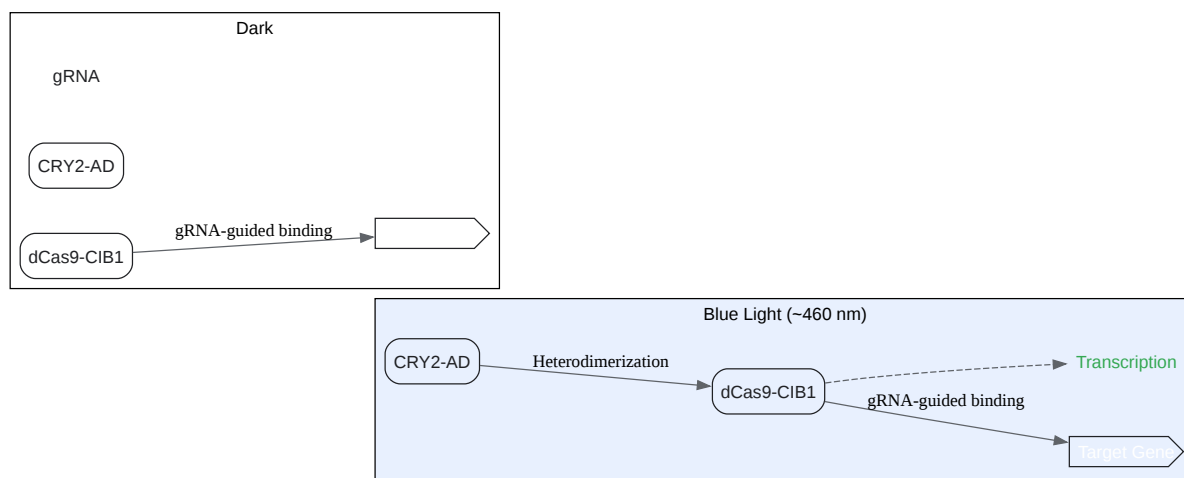 Dark
gRNA
CRY2-AD
gRNA-guided binding
dCas9-CIB1
Blue Light (~460 nm)
CRY2-AD
Heterodimerization
Transcription
dCas9-CIB1
gRNA-guided binding
Target Gene